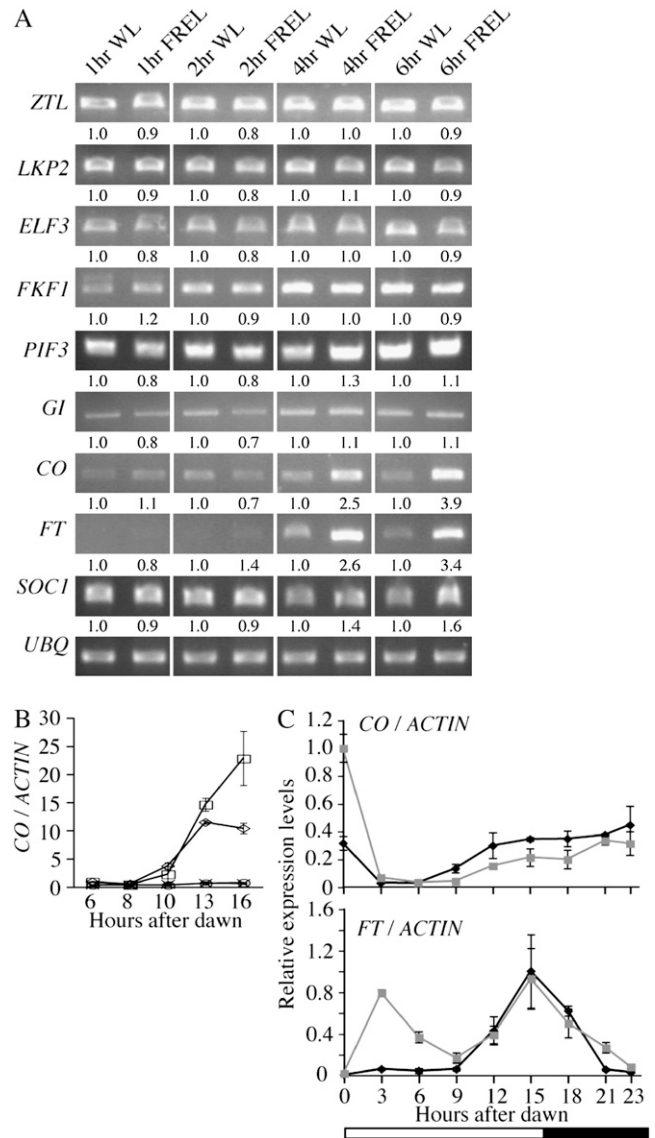 A
1hr WL 1hr FREL 2hr WL 2hr FREL 4hr WL 4hr FREL 6hr WL 6hr FREL
ZTL
1.0 0.9 1.0 0.8 1.0 1.0 1.0 0.9
LKP2
1.0 0.9 1.0 0.8 1.0 1.1 1.0 0.9
ELF3
1.0 0.8 1.0 0.8 1.0 1.0 1.0 0.9
FKF1
1.0 1.2 1.0 0.9 1.0 1.0 1.0 0.9
PIF3
1.0 0.8 1.0 0.8 1.0 1.3 1.0 1.1
GI
1.0 0.8 1.0 0.7 1.0 1.1 1.0 1.1
CO
1.0 1.1 1.0 0.7 1.0 2.5 1.0 3.9
FT
1.0 0.8 1.0 1.4 1.0 2.6 1.0 3.4
SOC1
1.0 0.9 1.0 0.9 1.0 1.4 1.0 1.6
UBQ
B
CO / ACTIN
30
25
20
15
10
5
0
6 8 10 13 16
Hours after dawn
C
Relative expression levels
CO / ACTIN
1.2
1.0
0.8
0.6
0.4
0.2
0
FT / ACTIN
1.6
1.2
0.8
0.4
0
0 3 6 9 12 15 18 21 23
Hours after dawn